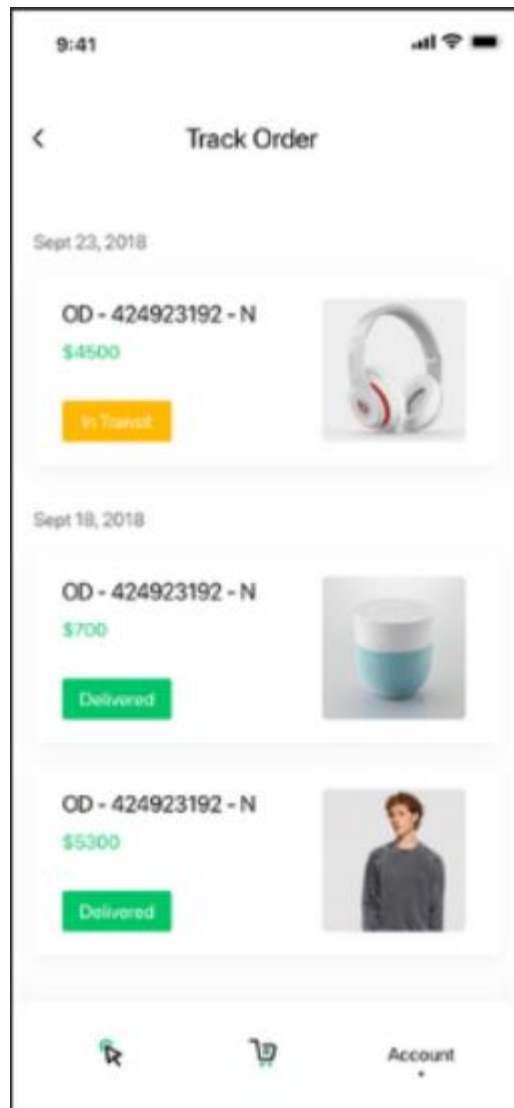 9:41
Track Order
Sept 23, 2018
OD - 424923192 - N
$4500
In Transit
Sept 18, 2018
OD - 424923192 - N
$700
Delivered
OD - 424923192 - N
$5300
Delivered
Account